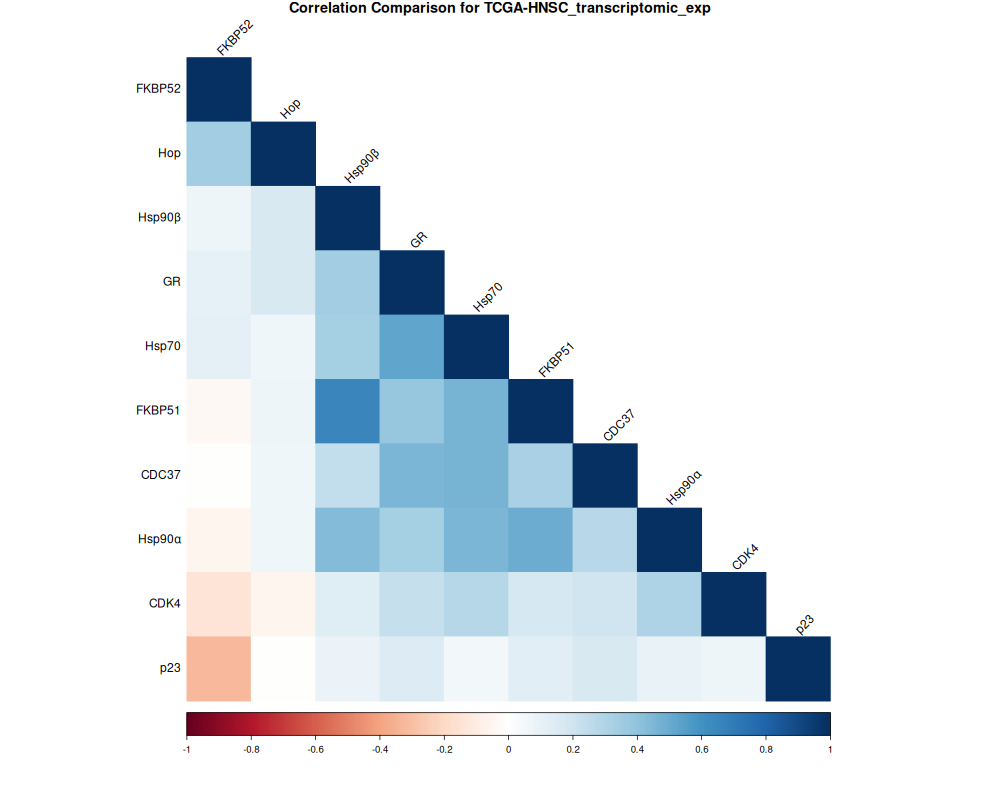 Correlation Comparison for TCGA-HNSC_transcriptomic_exp
FKBP52
FKBP52
Hop
Hop
Hsp90β
Hsp90β
GR
GR
Hsp70
Hsp70
FKBP51
FKBP51
CDC37
CDC37
Hsp90α
Hsp90α
CDK4
CDK4
p23
p23
-1 -0.8 -0.6 -0.4 -0.2 0 0.2 0.4 0.6 0.8 1